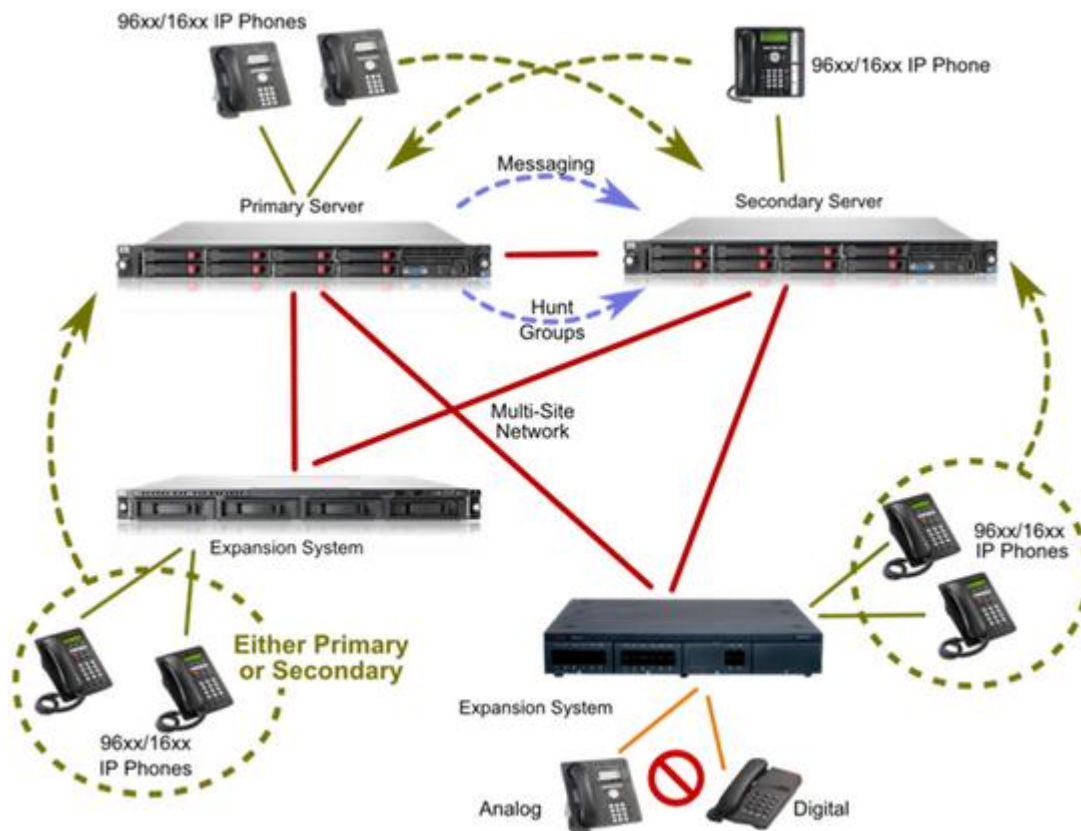 96xx/16xx IP Phones
96xx/16xx IP Phone
Messaging
Primary Server
Secondary Server
Hunt
Groups
Multi-Site
Network
Expansion System
96xx/16xx
IP Phones
Either Primary
or Secondary
96xx/16xx
IP Phones
Expansion System
Analog
Digital